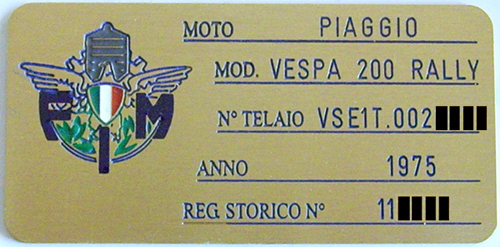 MOTO PIAGGIO
MOD. VESPA 200 RALLY
N° TELAIO VSE1T.002
ANNO 1975
REG. STORICO N° 11
F M I